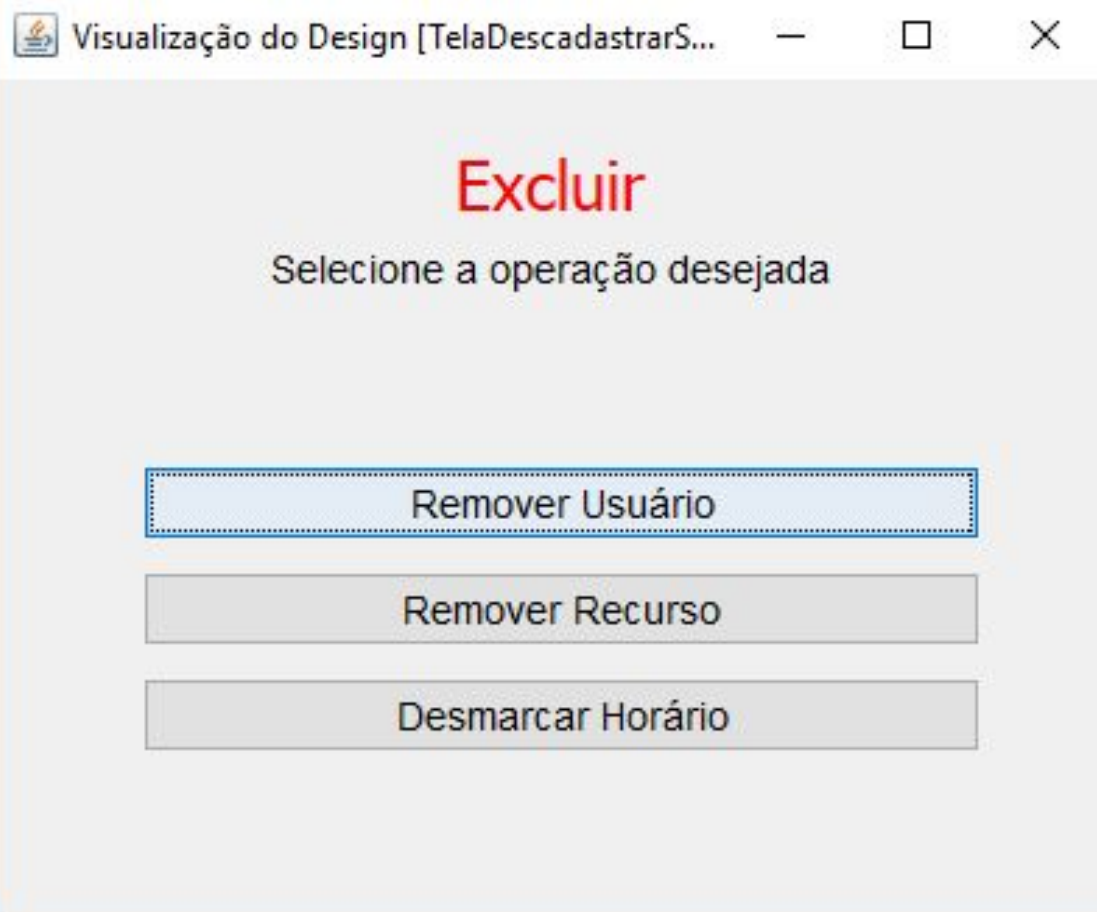 Visualização do Design [TelaDescadastrarS...
Excluir
Selecione a operação desejada
Remover Usuário
Remover Recurso
Desmarcar Horário